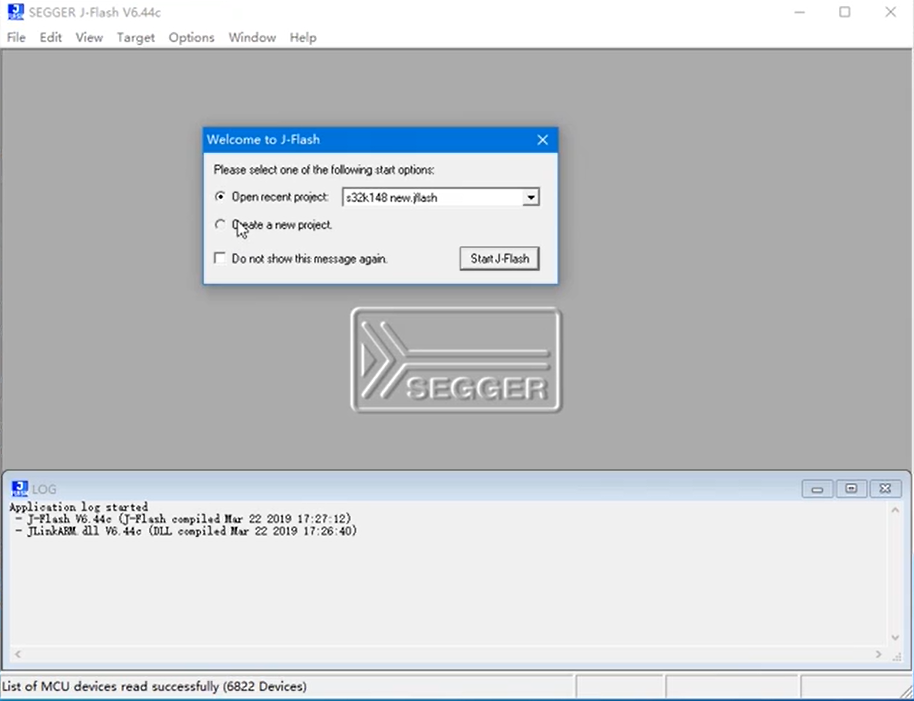 SEGGER J-Flash V6.44c
File Edit View Target Options Window Help
Welcome to J-Flash
Please select one of the following start options:
Open recent project: s32k148 new.jflash
Create a new project.
Do not show this message again. Start J-Flash
SEGGER
LOG
Application log started
- J-Flash V6.44c (J-Flash compiled Mar 22 2019 17:27:12)
- JLinkARM.dll V6.44c (DLL compiled Mar 22 2019 17:26:40)
List of MCU devices read successfully (6822 Devices)